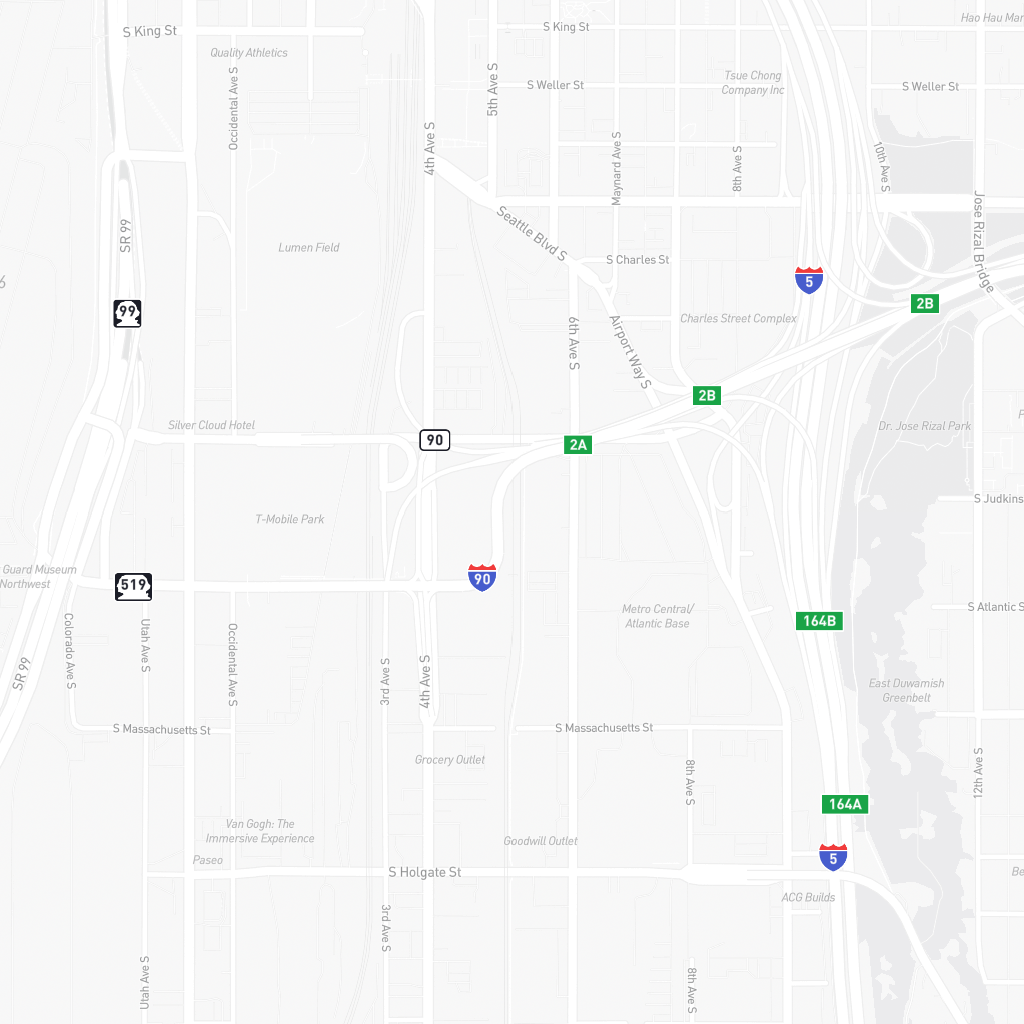 S King St
S King St
Hao Hau Mar
Quality Athletics
Occidental Ave S
5th Ave S
S Weller St
Tsue Chong
Company Inc
S Weller St
4th Ave S
Maynard Ave S
8th Ave S
10th Ave S
Jose Rizal Bridge
SR 99
Lumen Field
Seattle Blvd S
S Charles St
6
5
99
2B
Charles Street Complex
6th Ave S
Airport Way S
2B
Silver Cloud Hotel
90
2A
Dr. Jose Rizal Park
S Judkins
T-Mobile Park
Guard Museum
Northwest
519
90
Metro Central/
Atlantic Base
164B
S Atlantic S
Colorado Ave S
Utah Ave S
Occidental Ave S
SR 99
3rd Ave S
4th Ave S
East Duwamish
Greenbelt
S Massachusetts St
S Massachusetts St
Grocery Outlet
8th Ave S
12th Ave S
164A
Van Gogh: The
Immersive Experience
Goodwill Outlet
Paseo
S Holgate St
5
Be
ACG Builds
3rd Ave S
Utah Ave S
8th Ave S